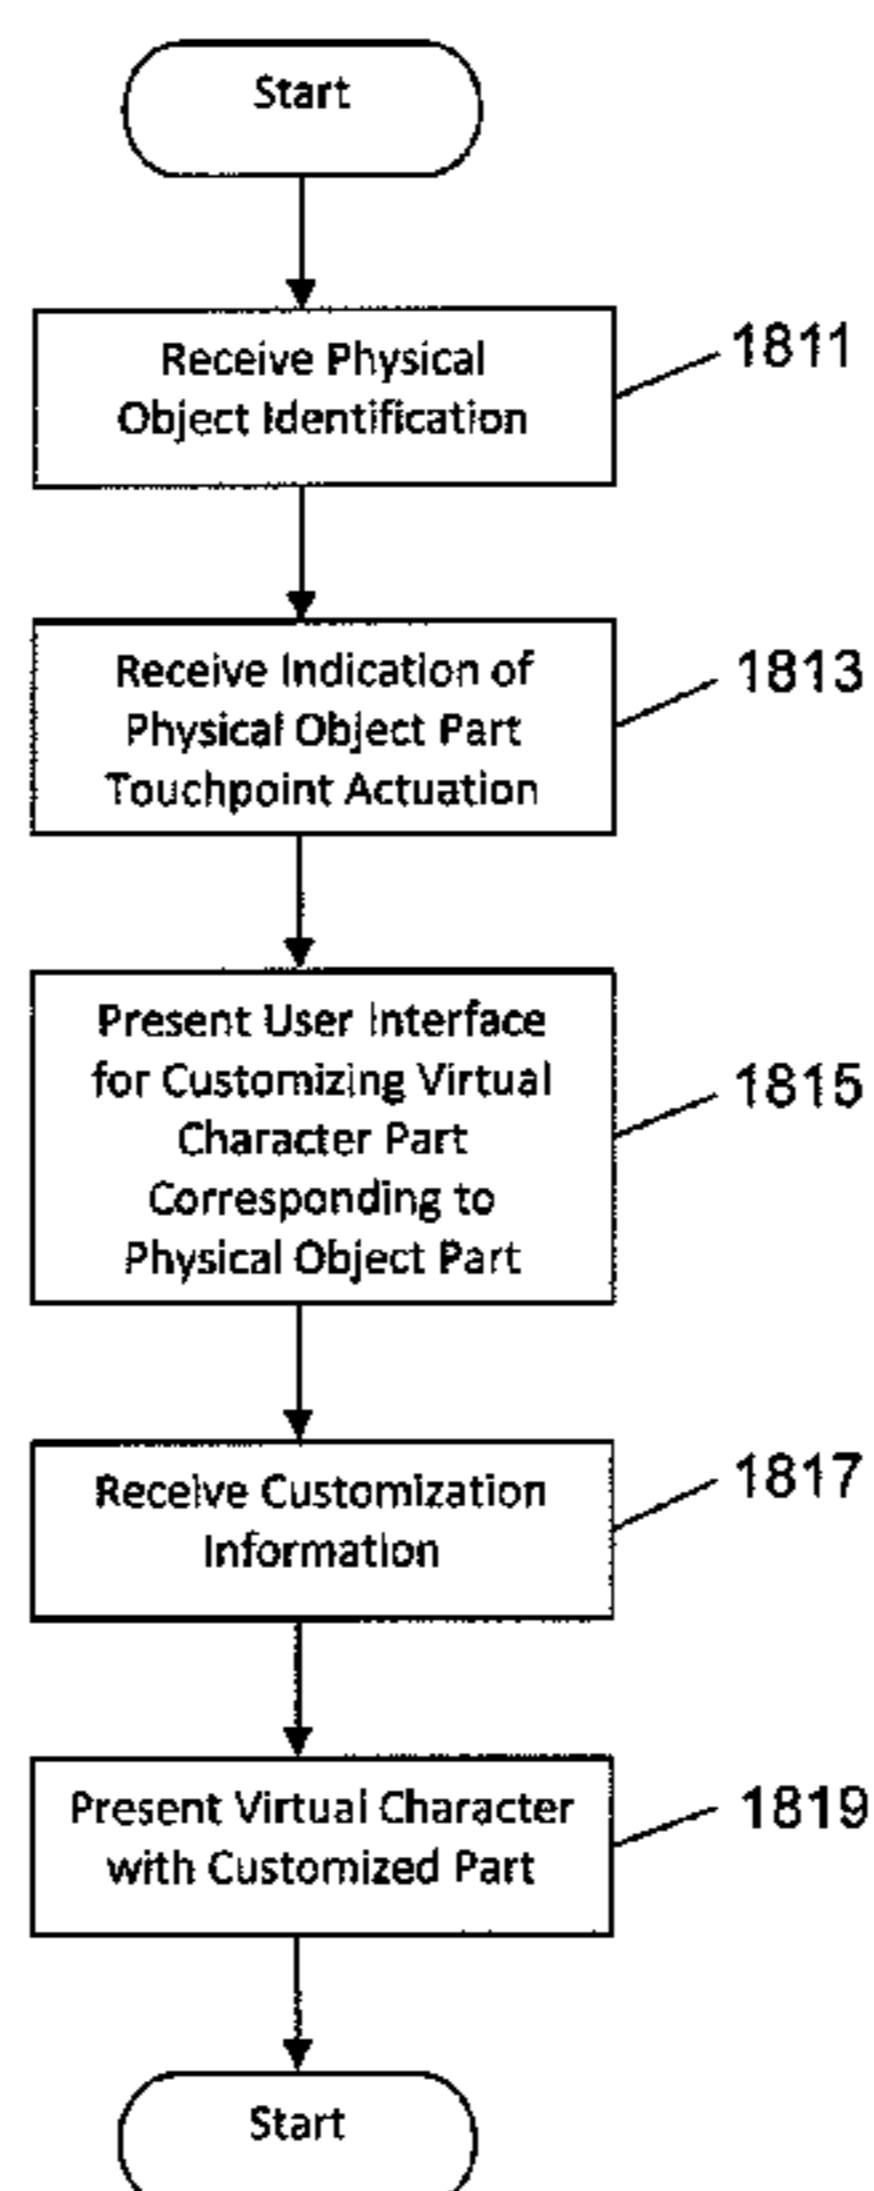 Start
Receive Physical
Object Identification
1811
Receive Indication of
Physical Object Part
Touchpoint Actuation
1813
Present User Interface
for Customizing Virtual
Character Part
Corresponding to
Physical Object Part
1815
Receive Customization
Information
1817
Present Virtual Character
with Customized Part
1819
Start